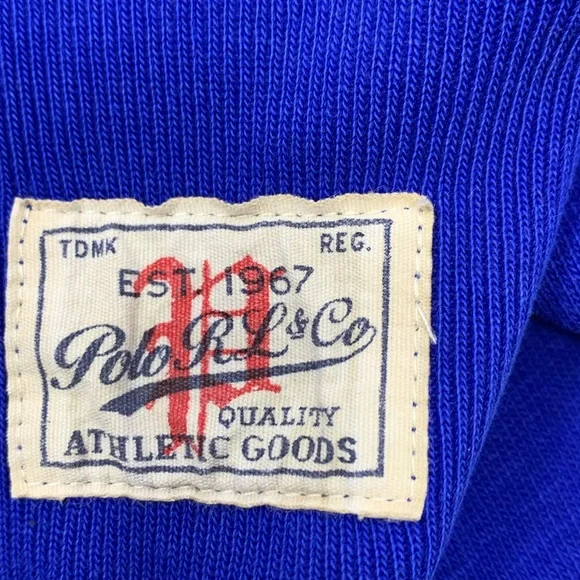 TDMK REG.
EST. 1967
P
Polo R L & Co
QUALITY
ATHLETIC GOODS